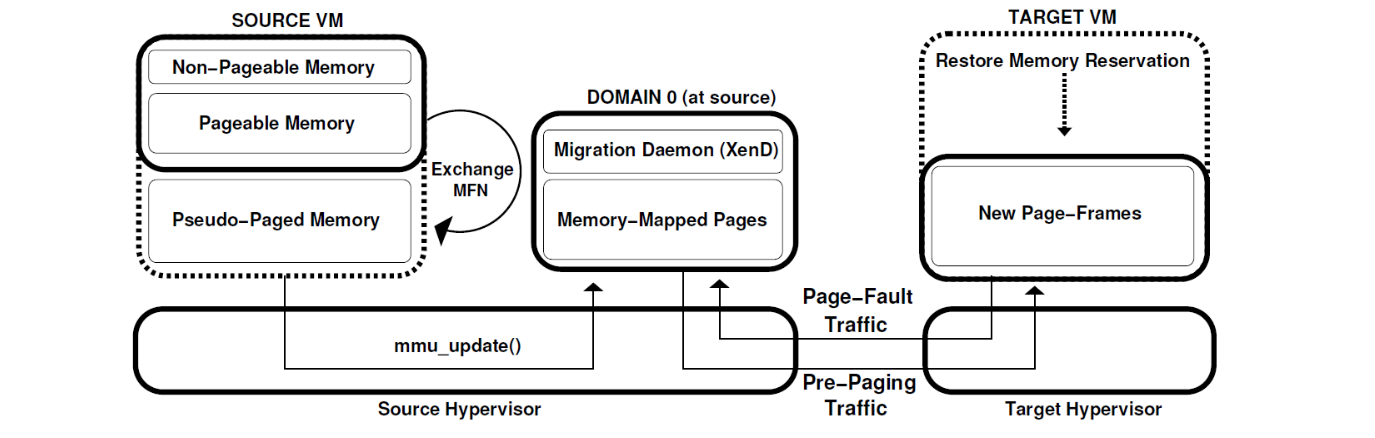 SOURCE VM
Non-Pageable Memory
Pageable Memory
Pseudo-Paged Memory
Exchange
MFN
DOMAIN 0 (at source)
Migration Daemon (XenD)
Memory-Mapped Pages
TARGET VM
Restore Memory Reservation
New Page-Frames
mmu_update()
Source Hypervisor
Page-Fault
Traffic
Pre-Paging
Traffic
Target Hypervisor